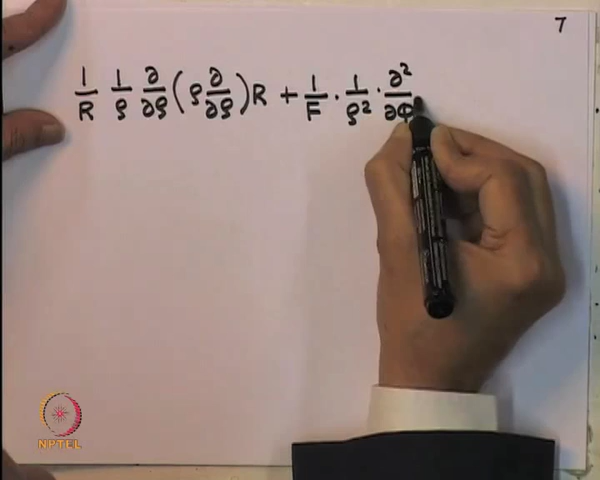 7
1/R 1/ρ ∂/∂ρ (ρ ∂/∂ρ) R + 1/F · 1/ρ² · ∂²/∂Φ
NPTEL